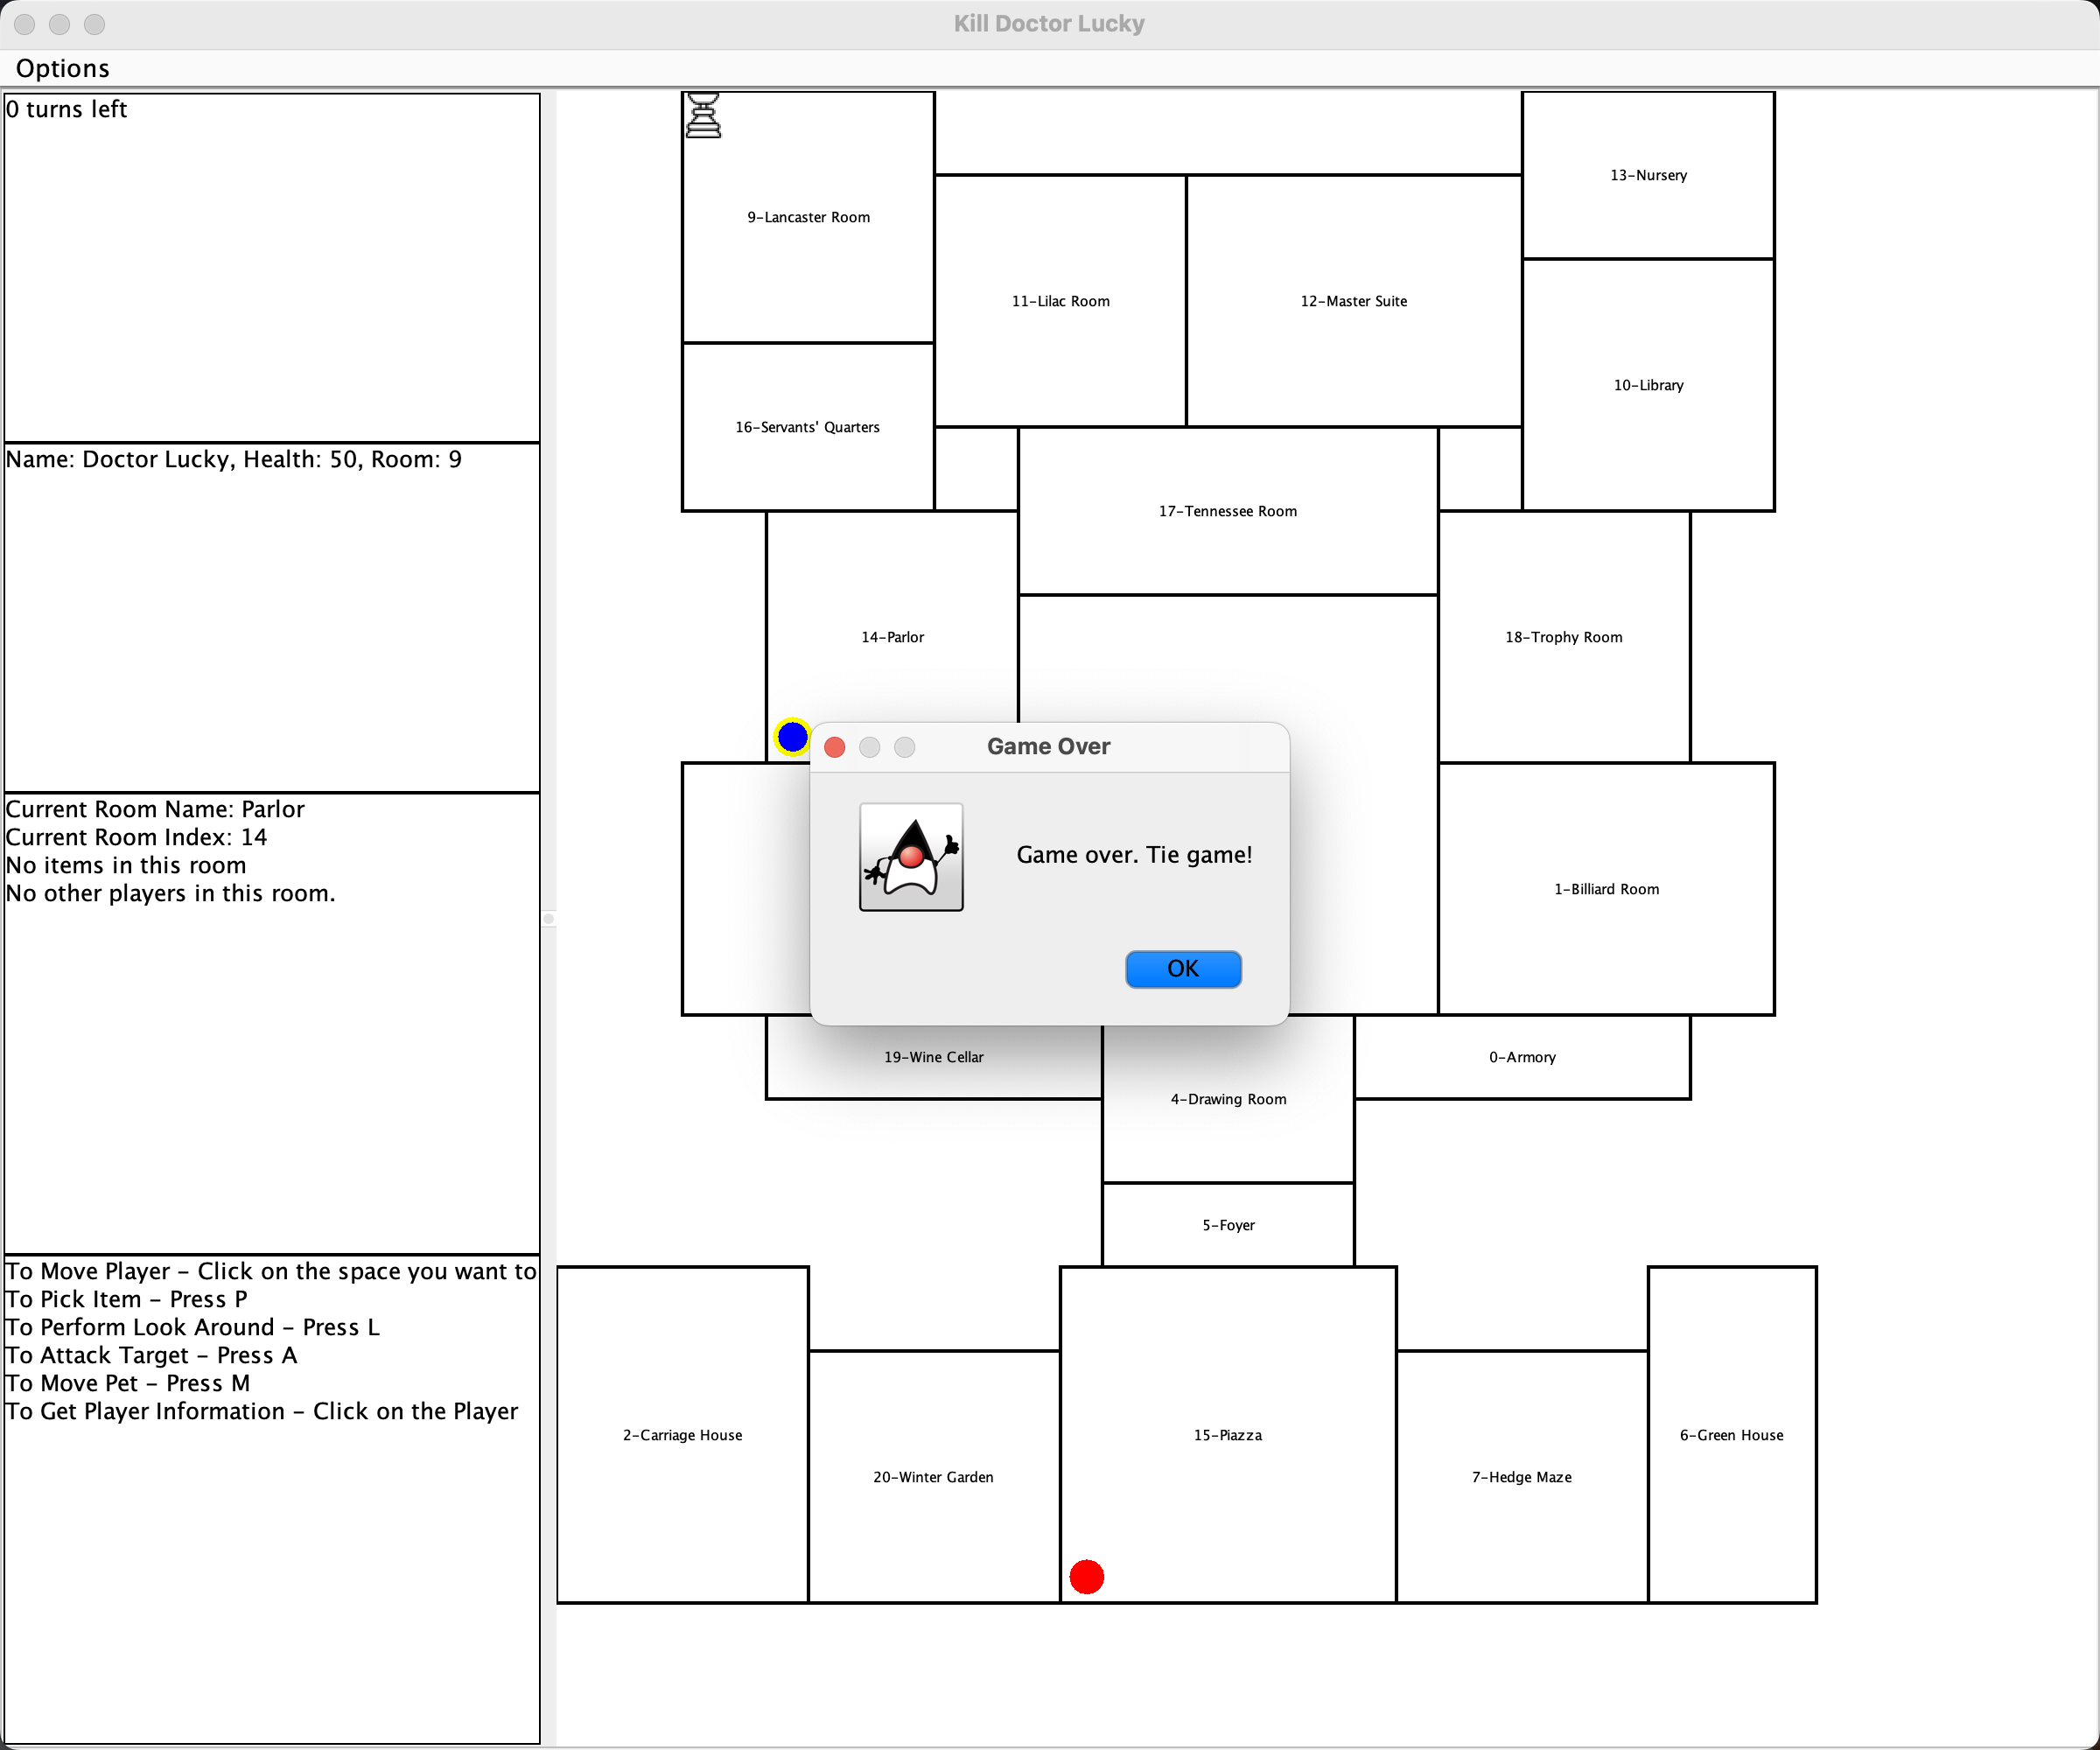 Kill Doctor Lucky
Options
0 turns left
Name: Doctor Lucky, Health: 50, Room: 9
Current Room Name: Parlor
Current Room Index: 14
No items in this room
No other players in this room.
To Move Player - Click on the space you want to
To Pick Item - Press P
To Perform Look Around - Press L
To Attack Target - Press A
To Move Pet - Press M
To Get Player Information - Click on the Player
13-Nursery
9-Lancaster Room
11-Lilac Room
12-Master Suite
10-Library
16-Servants' Quarters
17-Tennessee Room
14-Parlor
18-Trophy Room
Game Over
Game over. Tie game!
OK
1-Billiard Room
19-Wine Cellar
0-Armory
4-Drawing Room
5-Foyer
2-Carriage House
15-Piazza
6-Green House
20-Winter Garden
7-Hedge Maze